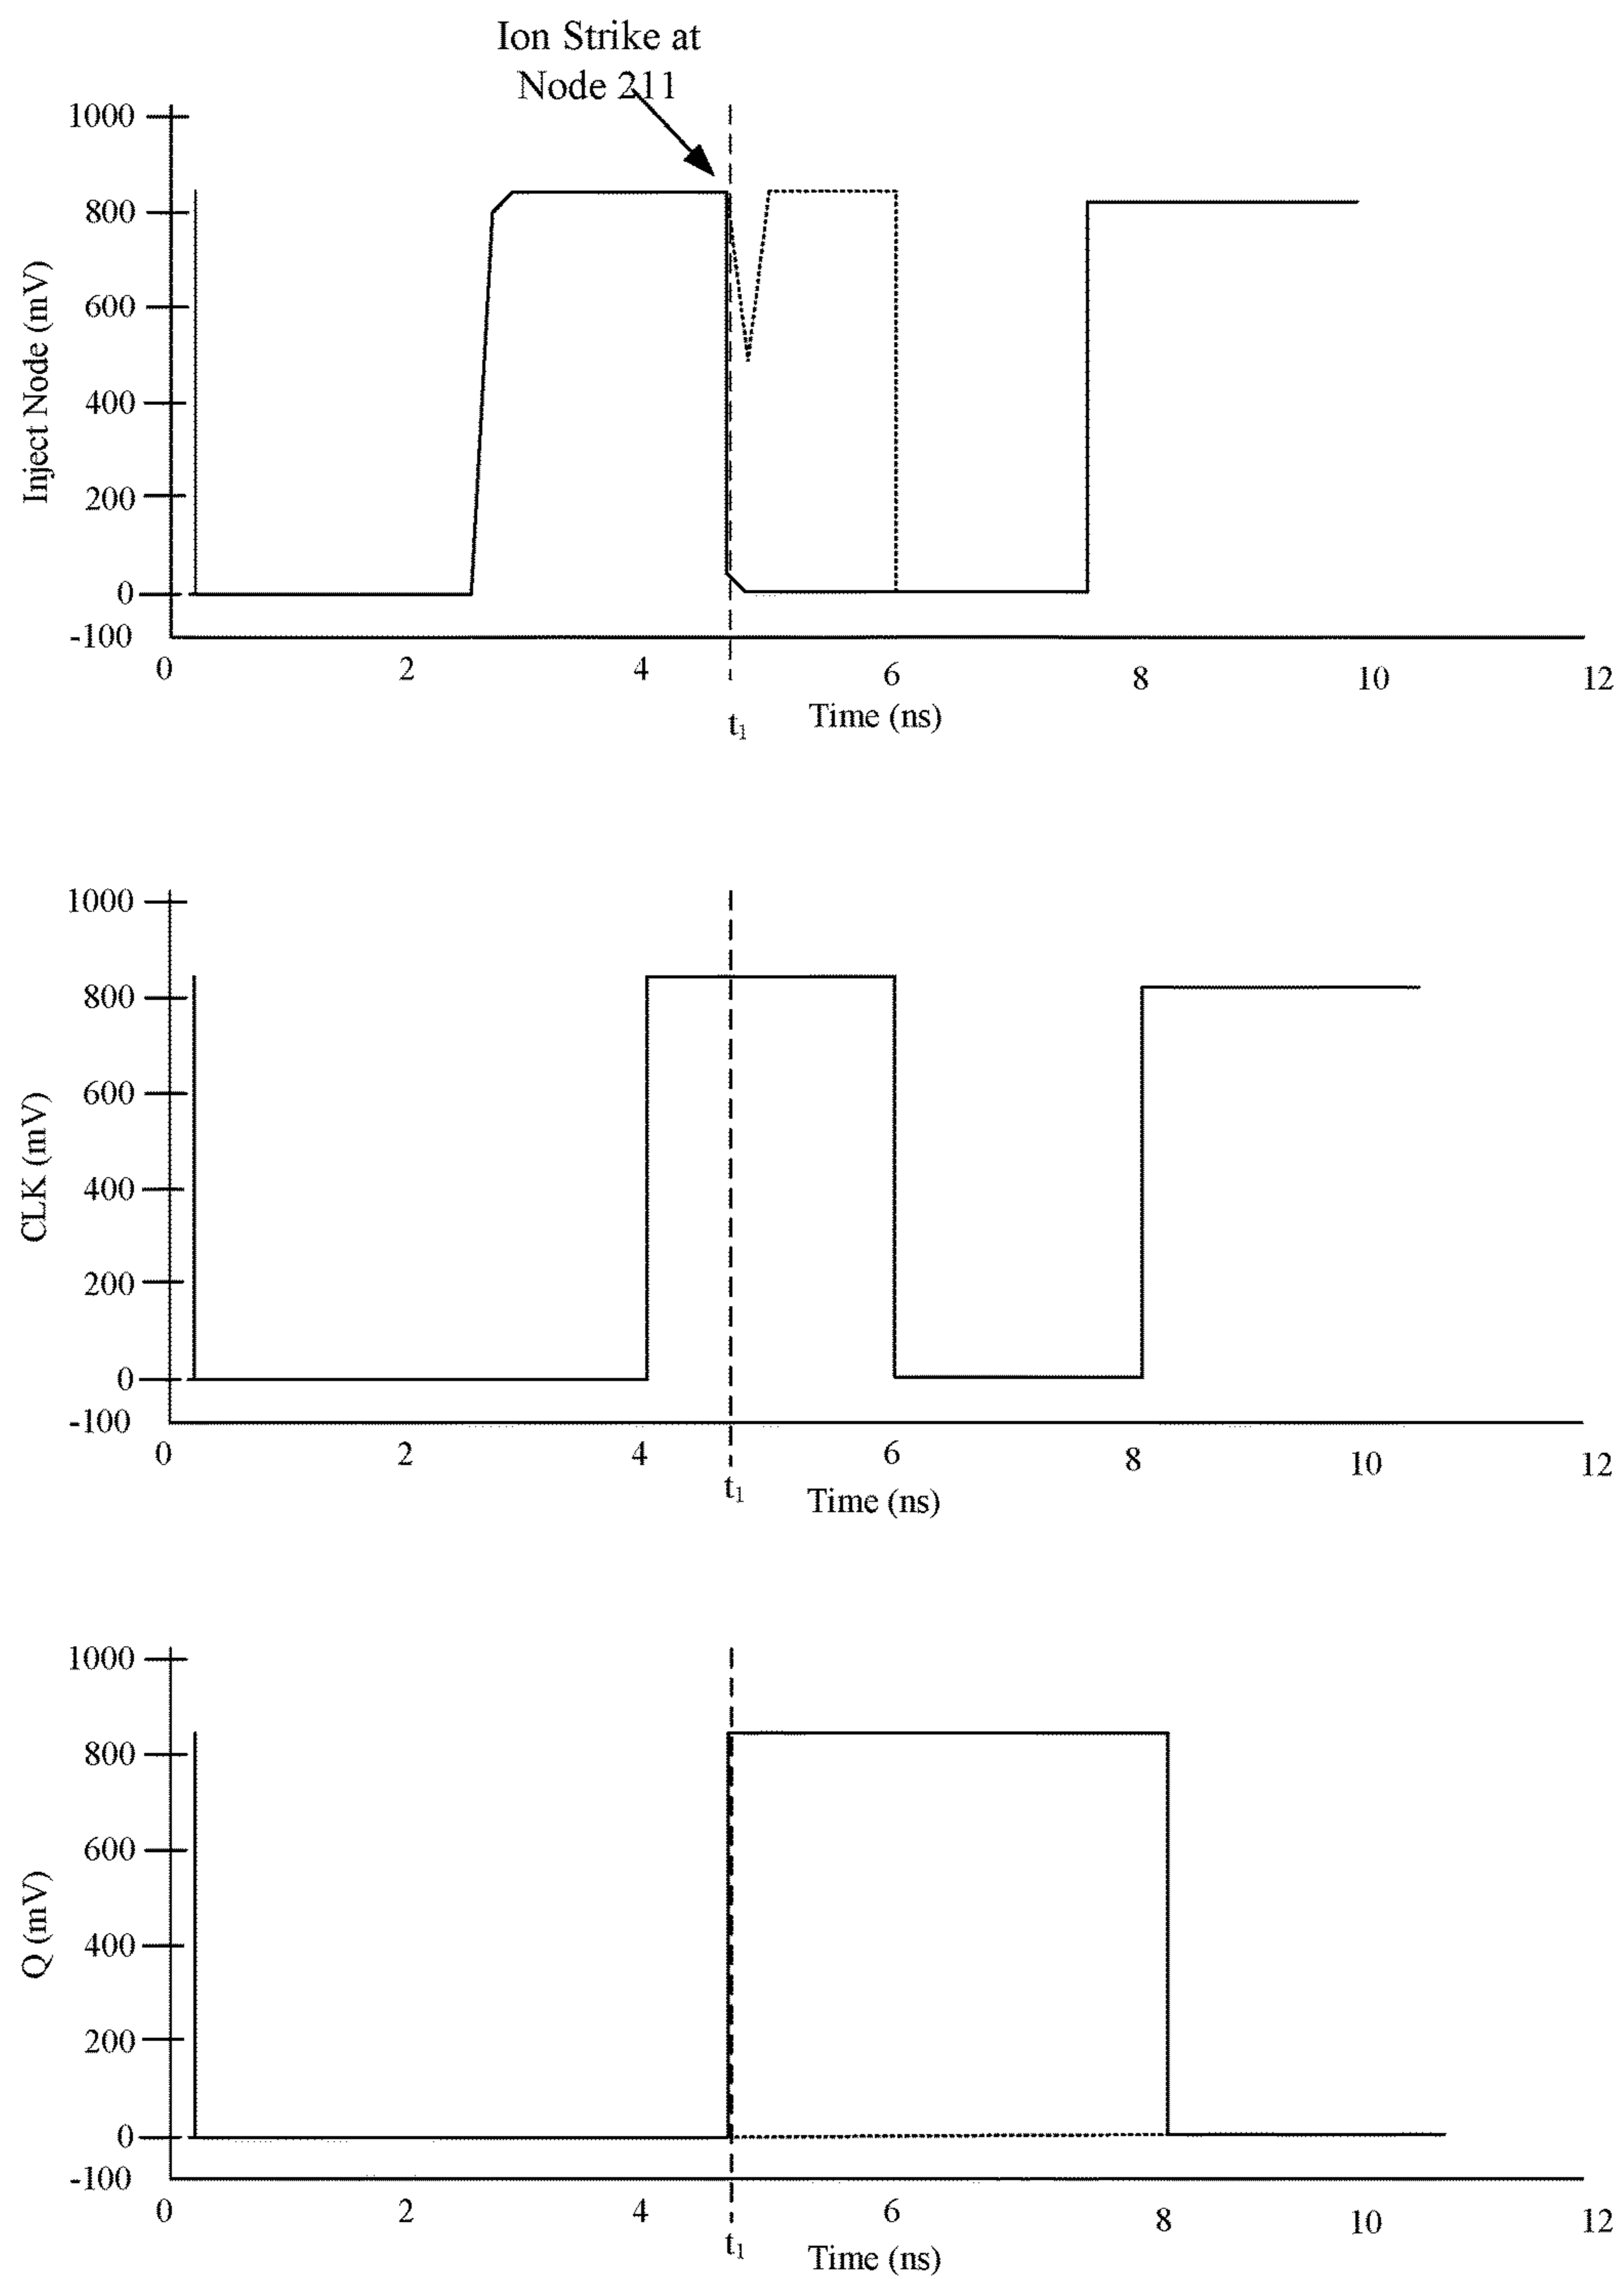 Ion Strike at
Node 211
1000
800
600
400
200
0
-100
Inject Node (mV)
0 2 4 6 8 10 12
t1 Time (ns)
1000
800
600
400
200
0
-100
CLK (mV)
0 2 4 6 8 10 12
t1 Time (ns)
1000
800
600
400
200
0
-100
Q (mV)
0 2 4 6 8 10 12
t1 Time (ns)